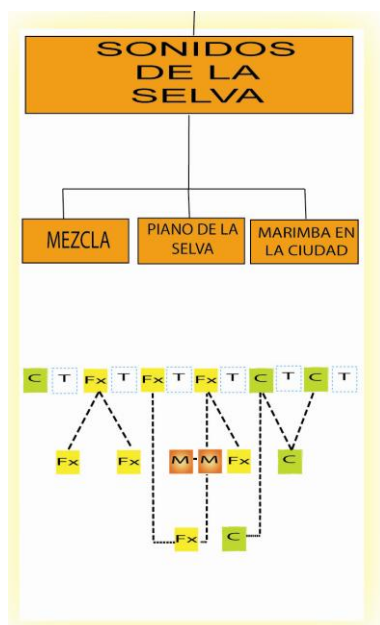 SONIDOS
DE LA
SELVA
MEZCLA
PIANO DE LA
SELVA
MARIMBA EN
LA CIUDAD
C T Fx T Fx T Fx T C T C T
Fx Fx M M Fx C
Fx C